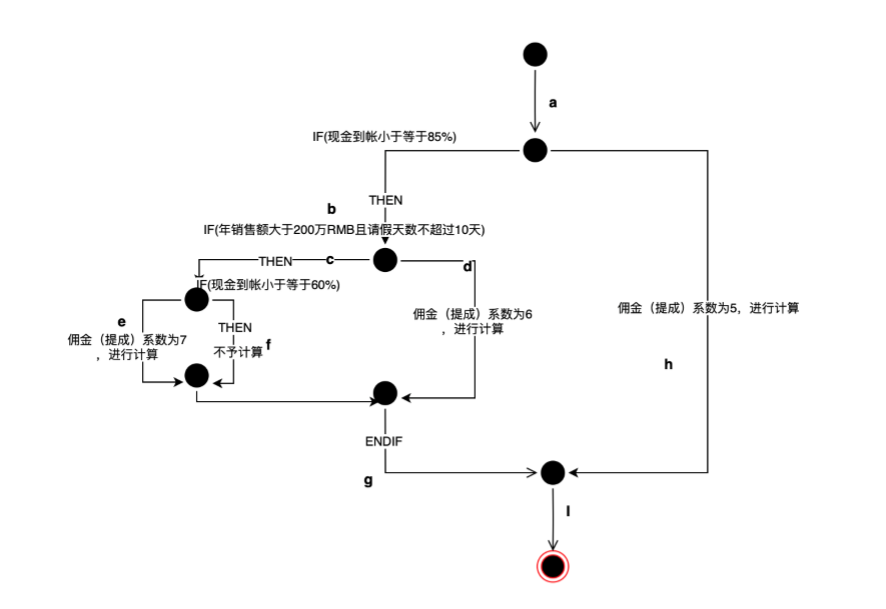 a
IF(现金到帐小于等于85%)
THEN
b
IF(年销售额大于200万RMB且请假天数不超过10天)
THEN
c
d
IF(现金到帐小于等于60%)
e
佣金（提成）系数为7
，进行计算
THEN
不予计算
f
佣金（提成）系数为6
，进行计算
佣金（提成）系数为5，进行计算
h
ENDIF
g
I